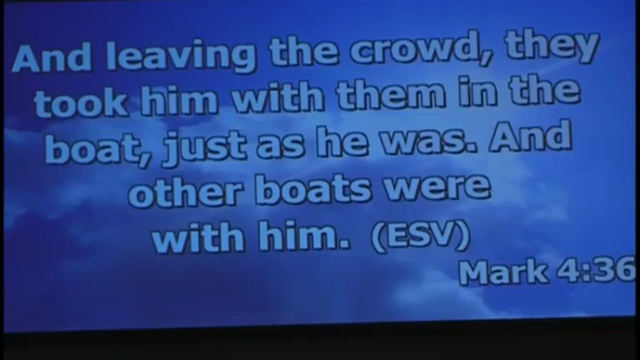 And leaving the crowd, they
took him with them in the
boat, just as he was. And
other boats were
with him. (ESV)
Mark 4:36